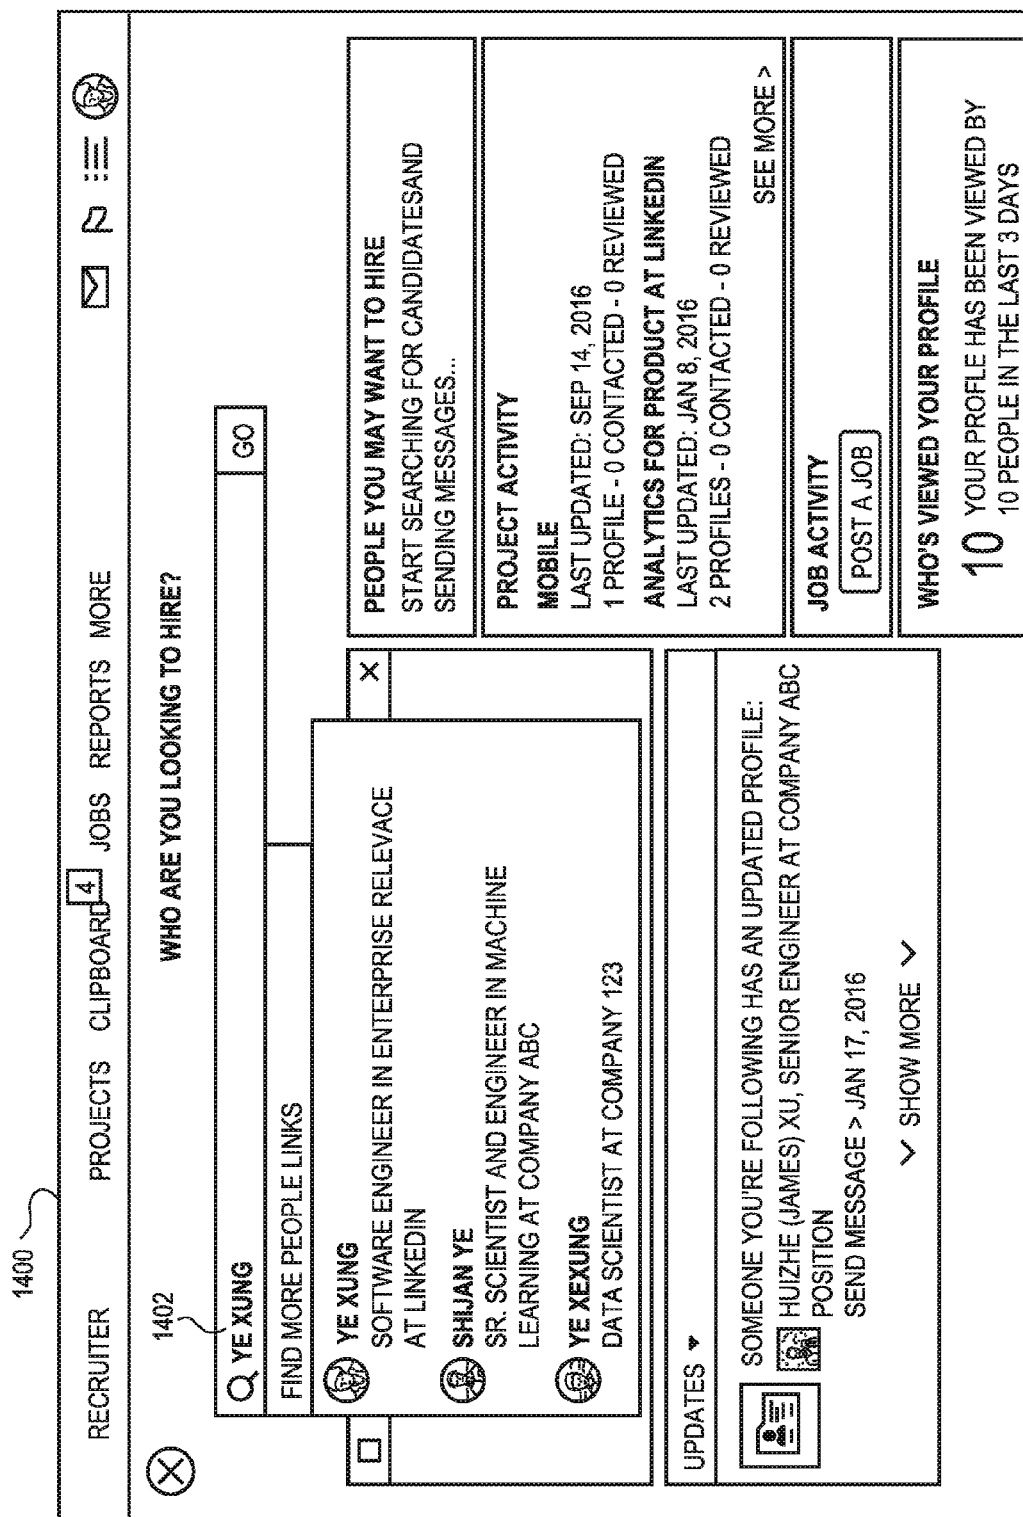 1400
RECRUITER PROJECTS CLIPBOARD 4 JOBS REPORTS MORE
WHO ARE YOU LOOKING TO HIRE?
1402
YE XUNG GO
FIND MORE PEOPLE LINKS
YE XUNG
SOFTWARE ENGINEER IN ENTERPRISE RELEVACE
AT LINKEDIN
SHIJAN YE
SR. SCIENTIST AND ENGINEER IN MACHINE
LEARNING AT COMPANY ABC
YE XEXUNG
DATA SCIENTIST AT COMPANY 123
UPDATES
SOMEONE YOU'RE FOLLOWING HAS AN UPDATED PROFILE:
HUIZHE (JAMES) XU, SENIOR ENGINEER AT COMPANY ABC
POSITION
SEND MESSAGE > JAN 17, 2016
SHOW MORE
PEOPLE YOU MAY WANT TO HIRE
START SEARCHING FOR CANDIDATESAND
SENDING MESSAGES...
PROJECT ACTIVITY
MOBILE
LAST UPDATED: SEP 14, 2016
1 PROFILE - 0 CONTACTED - 0 REVIEWED
ANALYTICS FOR PRODUCT AT LINKEDIN
LAST UPDATED: JAN 8, 2016
2 PROFILES - 0 CONTACTED - 0 REVIEWED
SEE MORE >
JOB ACTIVITY
POST A JOB
WHO'S VIEWED YOUR PROFILE
10 YOUR PROFLE HAS BEEN VIEWED BY
10 PEOPLE IN THE LAST 3 DAYS